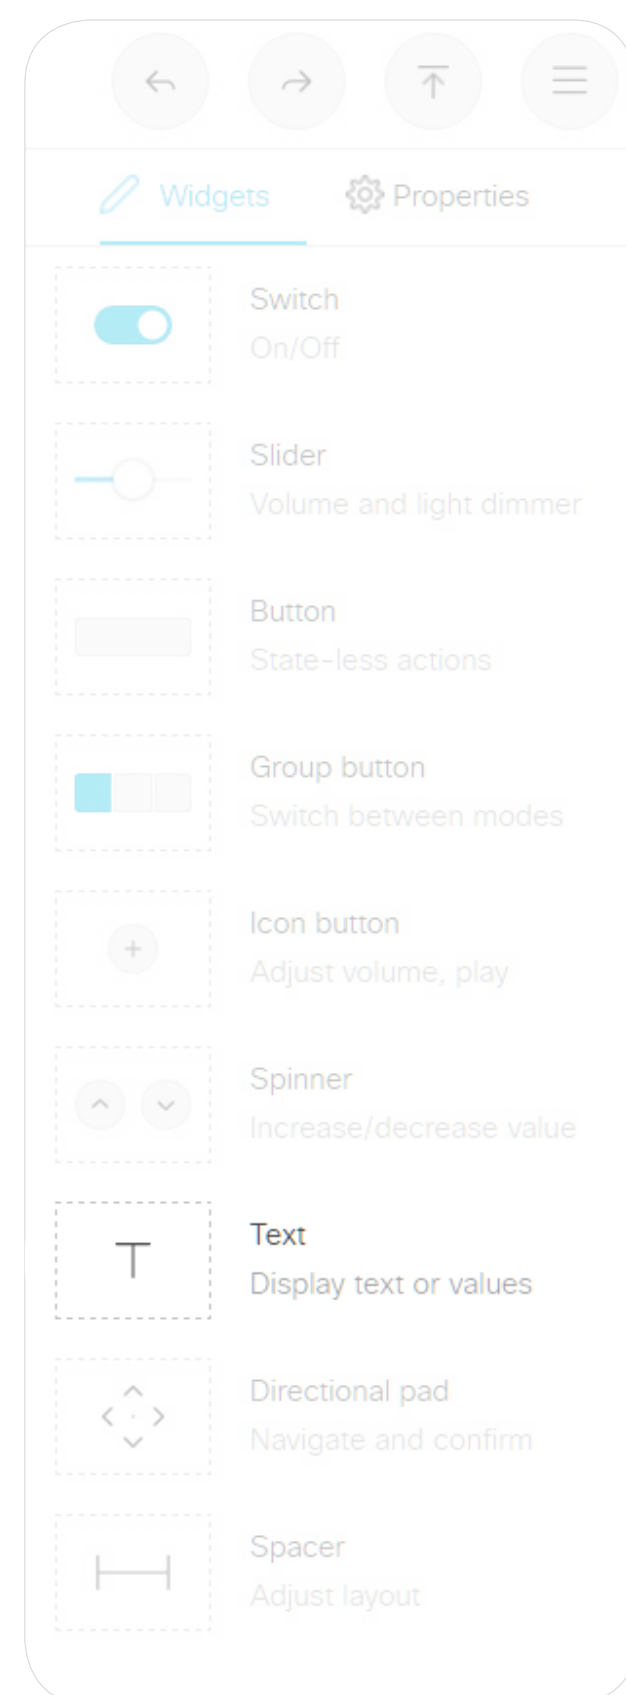 Widgets
Properties
Switch
On/Off
Slider
Volume and light dimmer
Button
State-less actions
Group button
Switch between modes
Icon button
Adjust volume, play
Spinner
Increase/decrease value
Text
Display text or values
Directional pad
Navigate and confirm
Spacer
Adjust layout